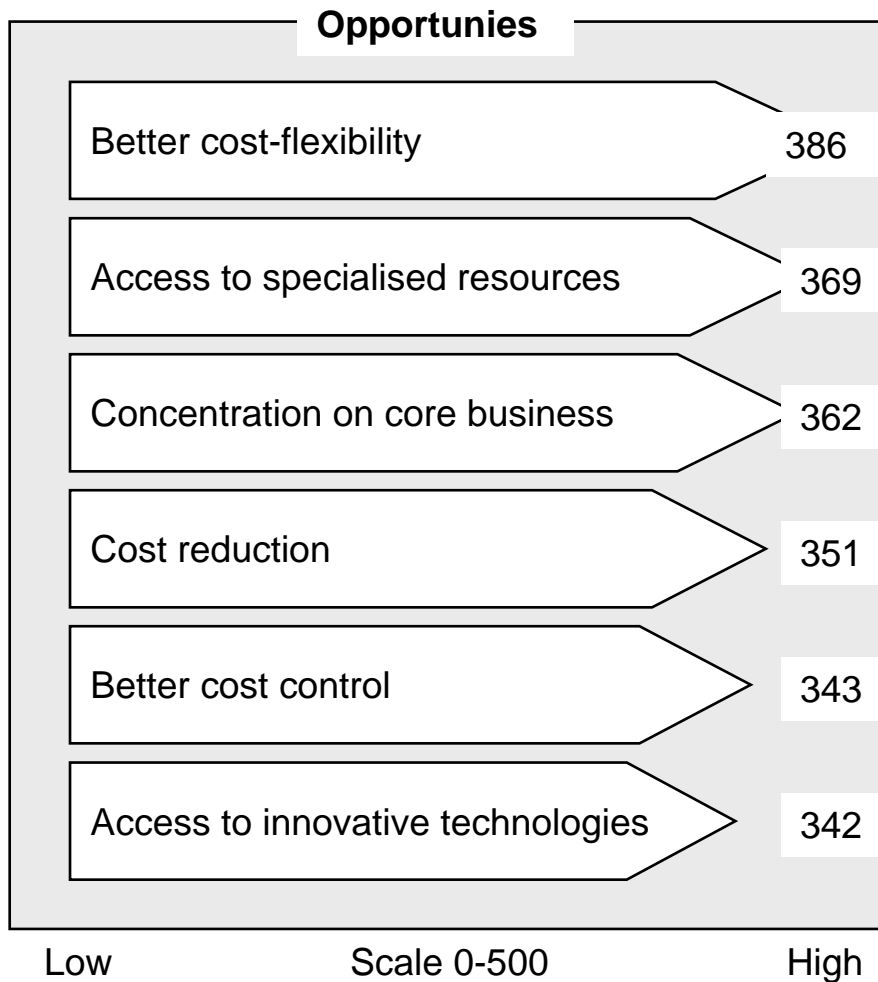 Opportunies
Better cost-flexibility 386
Access to specialised resources 369
Concentration on core business 362
Cost reduction 351
Better cost control 343
Access to innovative technologies 342
Low Scale 0-500 High